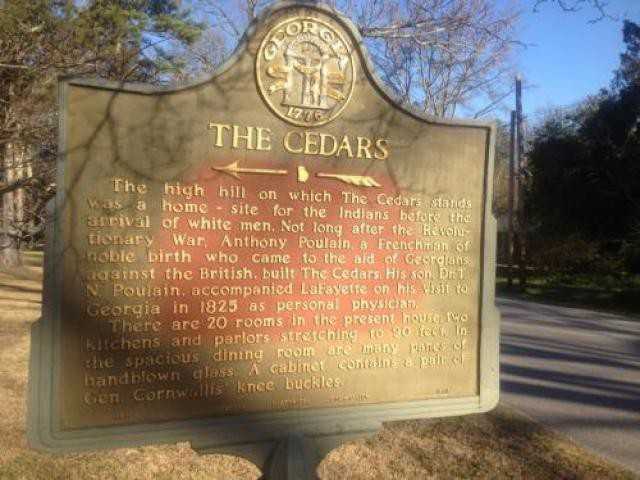 GEORGIA
1776
THE CEDARS
The high hill on which The Cedars stands
was a home - site for the Indians before the
arrival of white men. Not long after the Revolu-
tionary War, Anthony Poulain, a Frenchman of
noble birth who came to the aid of Georgians
against the British, built The Cedars. His son, Dr. T.
N. Poulain, accompanied LaFayette on his visit to
Georgia in 1825 as personal physician.
There are 20 rooms in the present house, two
kitchens and parlors stretching to 90 feet. In
the spacious dining room are many panes of
handblown glass. A cabinet contains a pair of
Gen. Cornwallis' knee buckles.